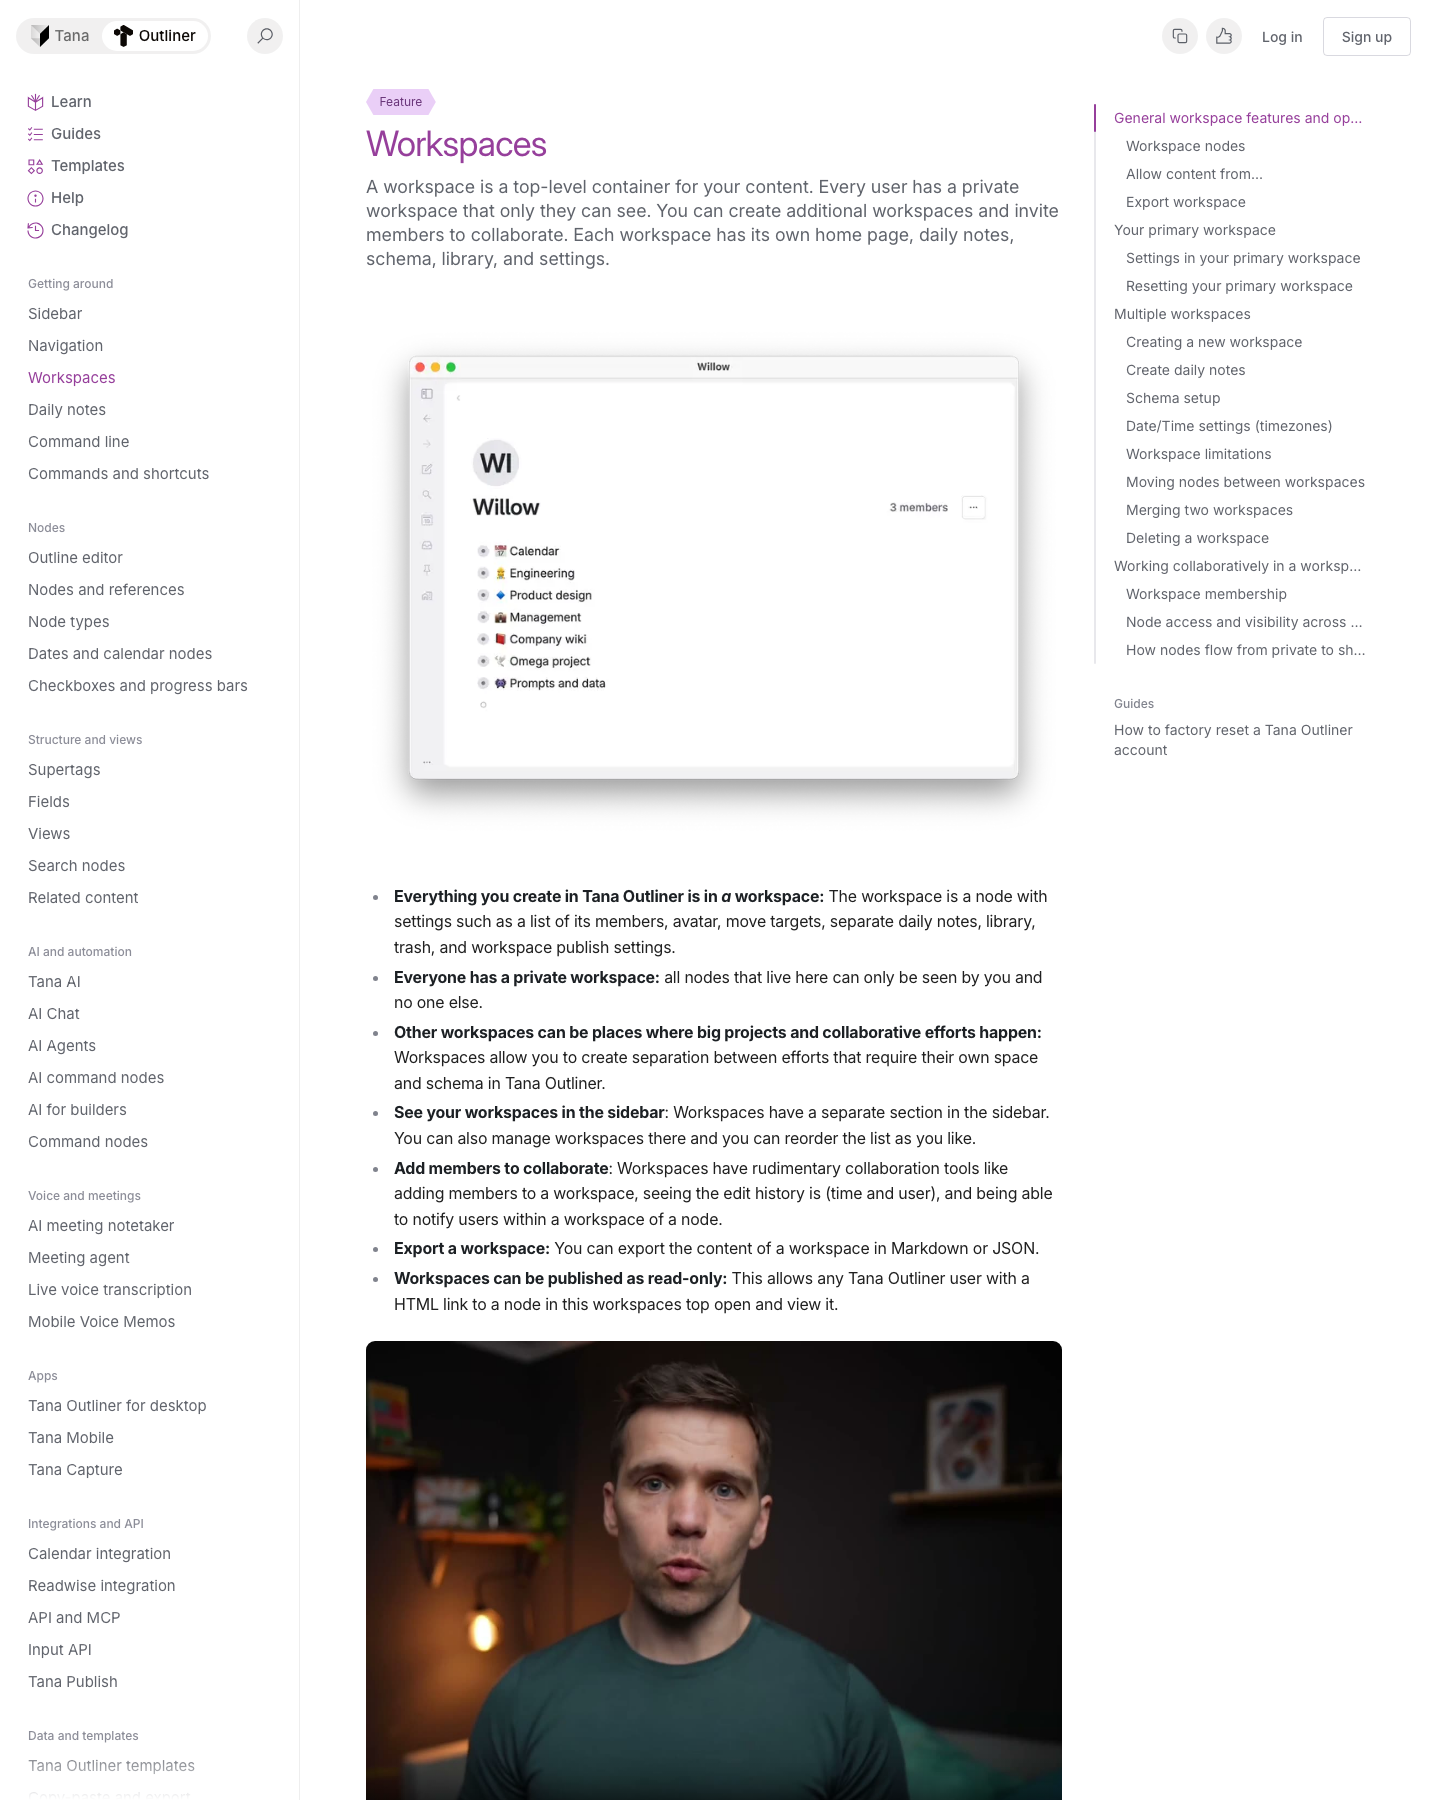 Tana
Outliner
Learn
Guides
Templates
Help
Changelog
Getting around
Sidebar
Navigation
Workspaces
Daily notes
Command line
Commands and shortcuts
Nodes
Outline editor
Nodes and references
Node types
Dates and calendar nodes
Checkboxes and progress bars
Structure and views
Supertags
Fields
Views
Search nodes
Related content
AI and automation
Tana AI
AI Chat
AI Agents
AI command nodes
AI for builders
Command nodes
Voice and meetings
AI meeting notetaker
Meeting agent
Live voice transcription
Mobile Voice Memos
Apps
Tana Outliner for desktop
Tana Mobile
Tana Capture
Integrations and API
Calendar integration
Readwise integration
API and MCP
Input API
Tana Publish
Data and templates
Tana Outliner templates
Copy-paste and export
Log in
Sign up
Feature
Workspaces
A workspace is a top-level container for your content. Every user has a private
workspace that only they can see. You can create additional workspaces and invite
members to collaborate. Each workspace has its own home page, daily notes,
schema, library, and settings.
Willow
WI
Willow
3 members
Calendar
Engineering
Product design
Management
Company wiki
Omega project
Prompts and data
Everything you create in Tana Outliner is in a workspace: The workspace is a node with
settings such as a list of its members, avatar, move targets, separate daily notes, library,
trash, and workspace publish settings.
Everyone has a private workspace: all nodes that live here can only be seen by you and
no one else.
Other workspaces can be places where big projects and collaborative efforts happen:
Workspaces allow you to create separation between efforts that require their own space
and schema in Tana Outliner.
See your workspaces in the sidebar: Workspaces have a separate section in the sidebar.
You can also manage workspaces there and you can reorder the list as you like.
Add members to collaborate: Workspaces have rudimentary collaboration tools like
adding members to a workspace, seeing the edit history is (time and user), and being able
to notify users within a workspace of a node.
Export a workspace: You can export the content of a workspace in Markdown or JSON.
Workspaces can be published as read-only: This allows any Tana Outliner user with a
HTML link to a node in this workspaces top open and view it.
General workspace features and op...
Workspace nodes
Allow content from...
Export workspace
Your primary workspace
Settings in your primary workspace
Resetting your primary workspace
Multiple workspaces
Creating a new workspace
Create daily notes
Schema setup
Date/Time settings (timezones)
Workspace limitations
Moving nodes between workspaces
Merging two workspaces
Deleting a workspace
Working collaboratively in a worksp...
Workspace membership
Node access and visibility across ...
How nodes flow from private to sh...
Guides
How to factory reset a Tana Outliner
account